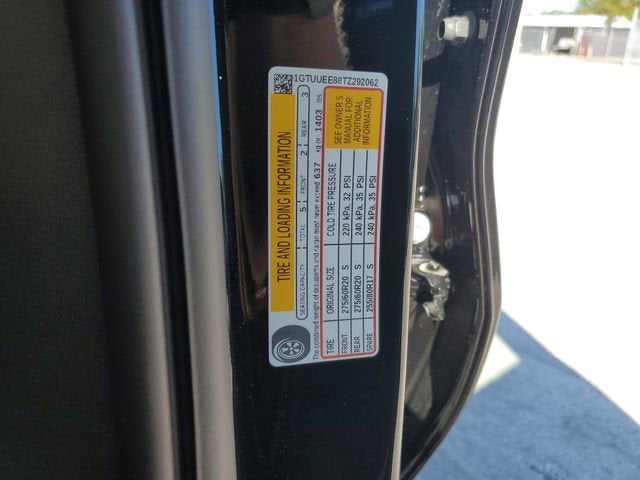 1GTUUEE88TZ292062
TIRE AND LOADING INFORMATION
SEATING CAPACITY TOTAL 5 FRONT 2 REAR 3
The combined weight of occupants and cargo must never exceed 637 kg or 1403 lbs.
TIRE ORIGINAL SIZE COLD TIRE PRESSURE
FRONT 275/60R20 S 220 kPa, 32 PSI
REAR 275/60R20 S 240 kPa, 35 PSI
SPARE 255/80R17 S 240 kPa, 35 PSI
SEE OWNER'S
MANUAL FOR
ADDITIONAL
INFORMATION